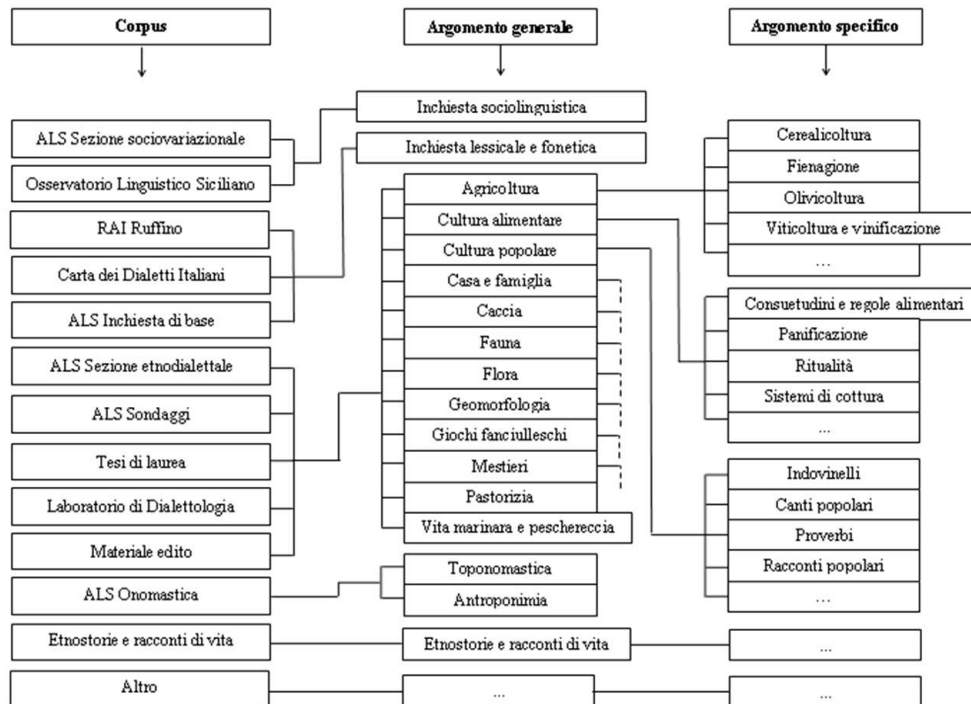 Corpus
Argomento generale
Argomento specifico
ALS Sezione sociovariazionale
Osservatorio Linguistico Siciliano
RAI Ruffino
Carta dei Dialetti Italiani
ALS Inchiesta di base
ALS Sezione etnodialettale
ALS Sondaggi
Tesi di laurea
Laboratorio di Dialettologia
Materiale edito
ALS Onomastica
Etnostorie e racconti di vita
Altro
Inchiesta sociolinguistica
Inchiesta lessicale e fonetica
Agricoltura
Cultura alimentare
Cultura popolare
Casa e famiglia
Caccia
Fauna
Flora
Geomorfologia
Giochi fanciulleschi
Mestieri
Pastorizia
Vita marinara e peschereccia
Toponomastica
Antroponimia
Etnostorie e racconti di vita
...
Cerealicoltura
Fienagione
Olivicoltura
Viticoltura e vinificazione
...
Consuetudini e regole alimentari
Panificazione
Ritualità
Sistemi di cottura
...
Indovinelli
Canti popolari
Proverbi
Racconti popolari
...
...
...